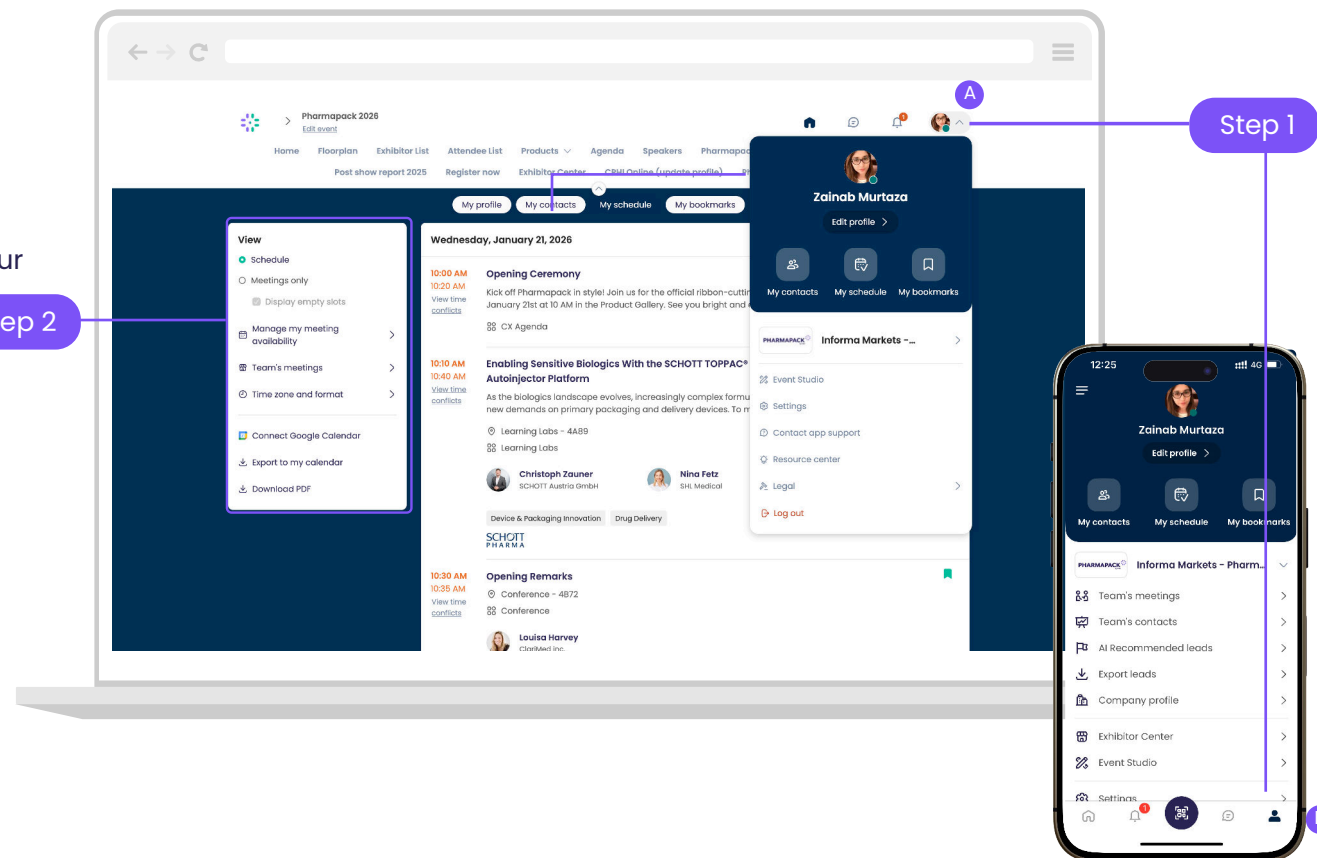 A
Step 1
Pharmapack 2026
Edit event
1
Home Floorplan Exhibitor List Attendee List Products Agenda Speakers
Post show report 2025 Register now Exhibitor Center CPHI Online (update profile)
My profile My contacts My schedule My bookmarks
Zainab Murtaza
Edit profile
My contacts My schedule My bookmarks
PHARMAPACK Informa Markets -...
Event Studio
Settings
Contact app support
Resource center
Legal
Log out
View
Schedule
Meetings only
Display empty slots
Manage my meeting
availability
Team's meetings
Time zone and format
Connect Google Calendar
Export to my calendar
Download PDF
Wednesday, January 21, 2026
10:00 AM
10:20 AM
View time
conflicts
Opening Ceremony
Kick off Pharmapack in style! Join us for the official ribbon-cuttin
January 21st at 10 AM in the Product Gallery. See you bright and
CX Agenda
10:10 AM
10:40 AM
View time
conflicts
Enabling Sensitive Biologics With the SCHOTT TOPPAC®
Autoinjector Platform
As the biologics landscape evolves, increasingly complex formu
new demands on primary packaging and delivery devices. To m
Learning Labs - 4A89
Learning Labs
Christoph Zauner
SCHOTT Austria GmbH
Nina Fetz
SHL Medical
Device & Packaging Innovation Drug Delivery
SCHOTT
PHARMA
10:30 AM
10:35 AM
View time
conflicts
Opening Remarks
Conference - 4B72
Conference
Louisa Harvey
ClariMed inc.
ur
ep 2
12:25 4G
Zainab Murtaza
Edit profile
My contacts My schedule My bookmarks
PHARMAPACK Informa Markets - Pharm...
Team's meetings
Team's contacts
AI Recommended leads
Export leads
Company profile
Exhibitor Center
Event Studio
Settings
1